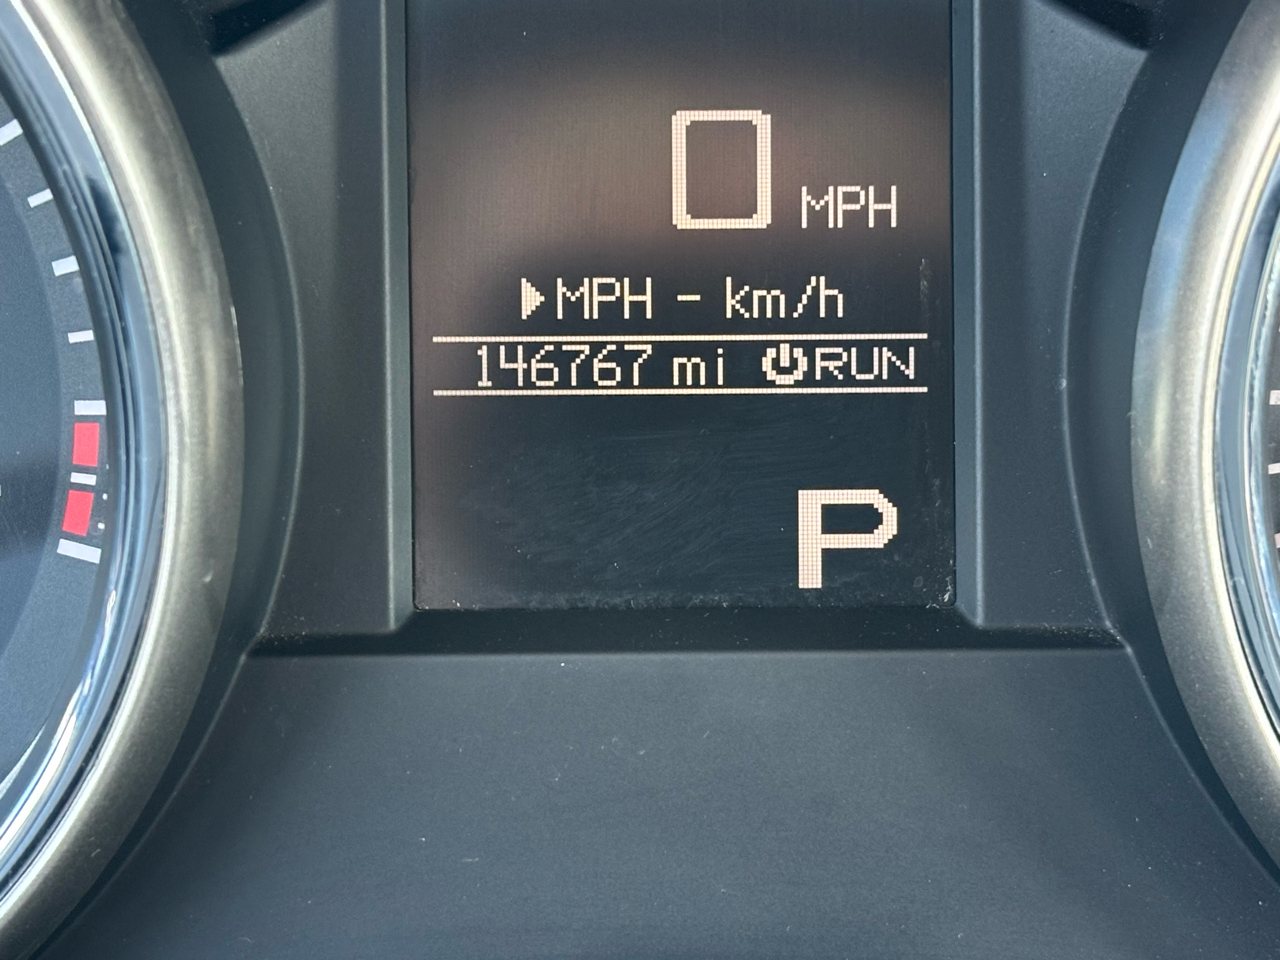 0 MPH
▶MPH - km/h
146767 mi ⏻RUN
P